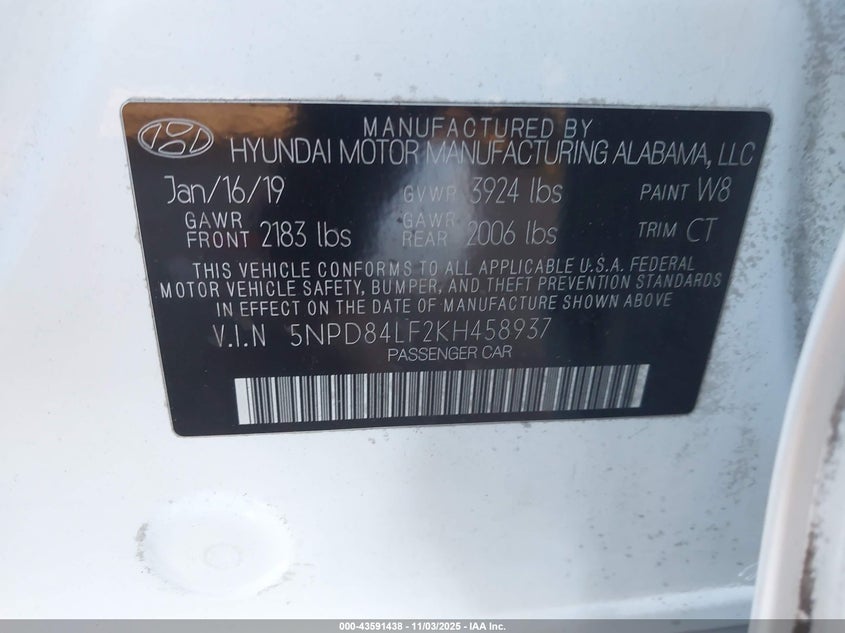 MANUFACTURED BY
HYUNDAI MOTOR MANUFACTURING ALABAMA, LLC
Jan/16/19 GVWR 3924 lbs PAINT W8
GAWR FRONT 2183 lbs GAWR REAR 2006 lbs TRIM CT
THIS VEHICLE CONFORMS TO ALL APPLICABLE U.S.A. FEDERAL
MOTOR VEHICLE SAFETY, BUMPER, AND THEFT PREVENTION STANDARDS
IN EFFECT ON THE DATE OF MANUFACTURE SHOWN ABOVE
V.I.N 5NPD84LF2KH458937
PASSENGER CAR
000-43591438 - 11/03/2025 - IAA Inc.